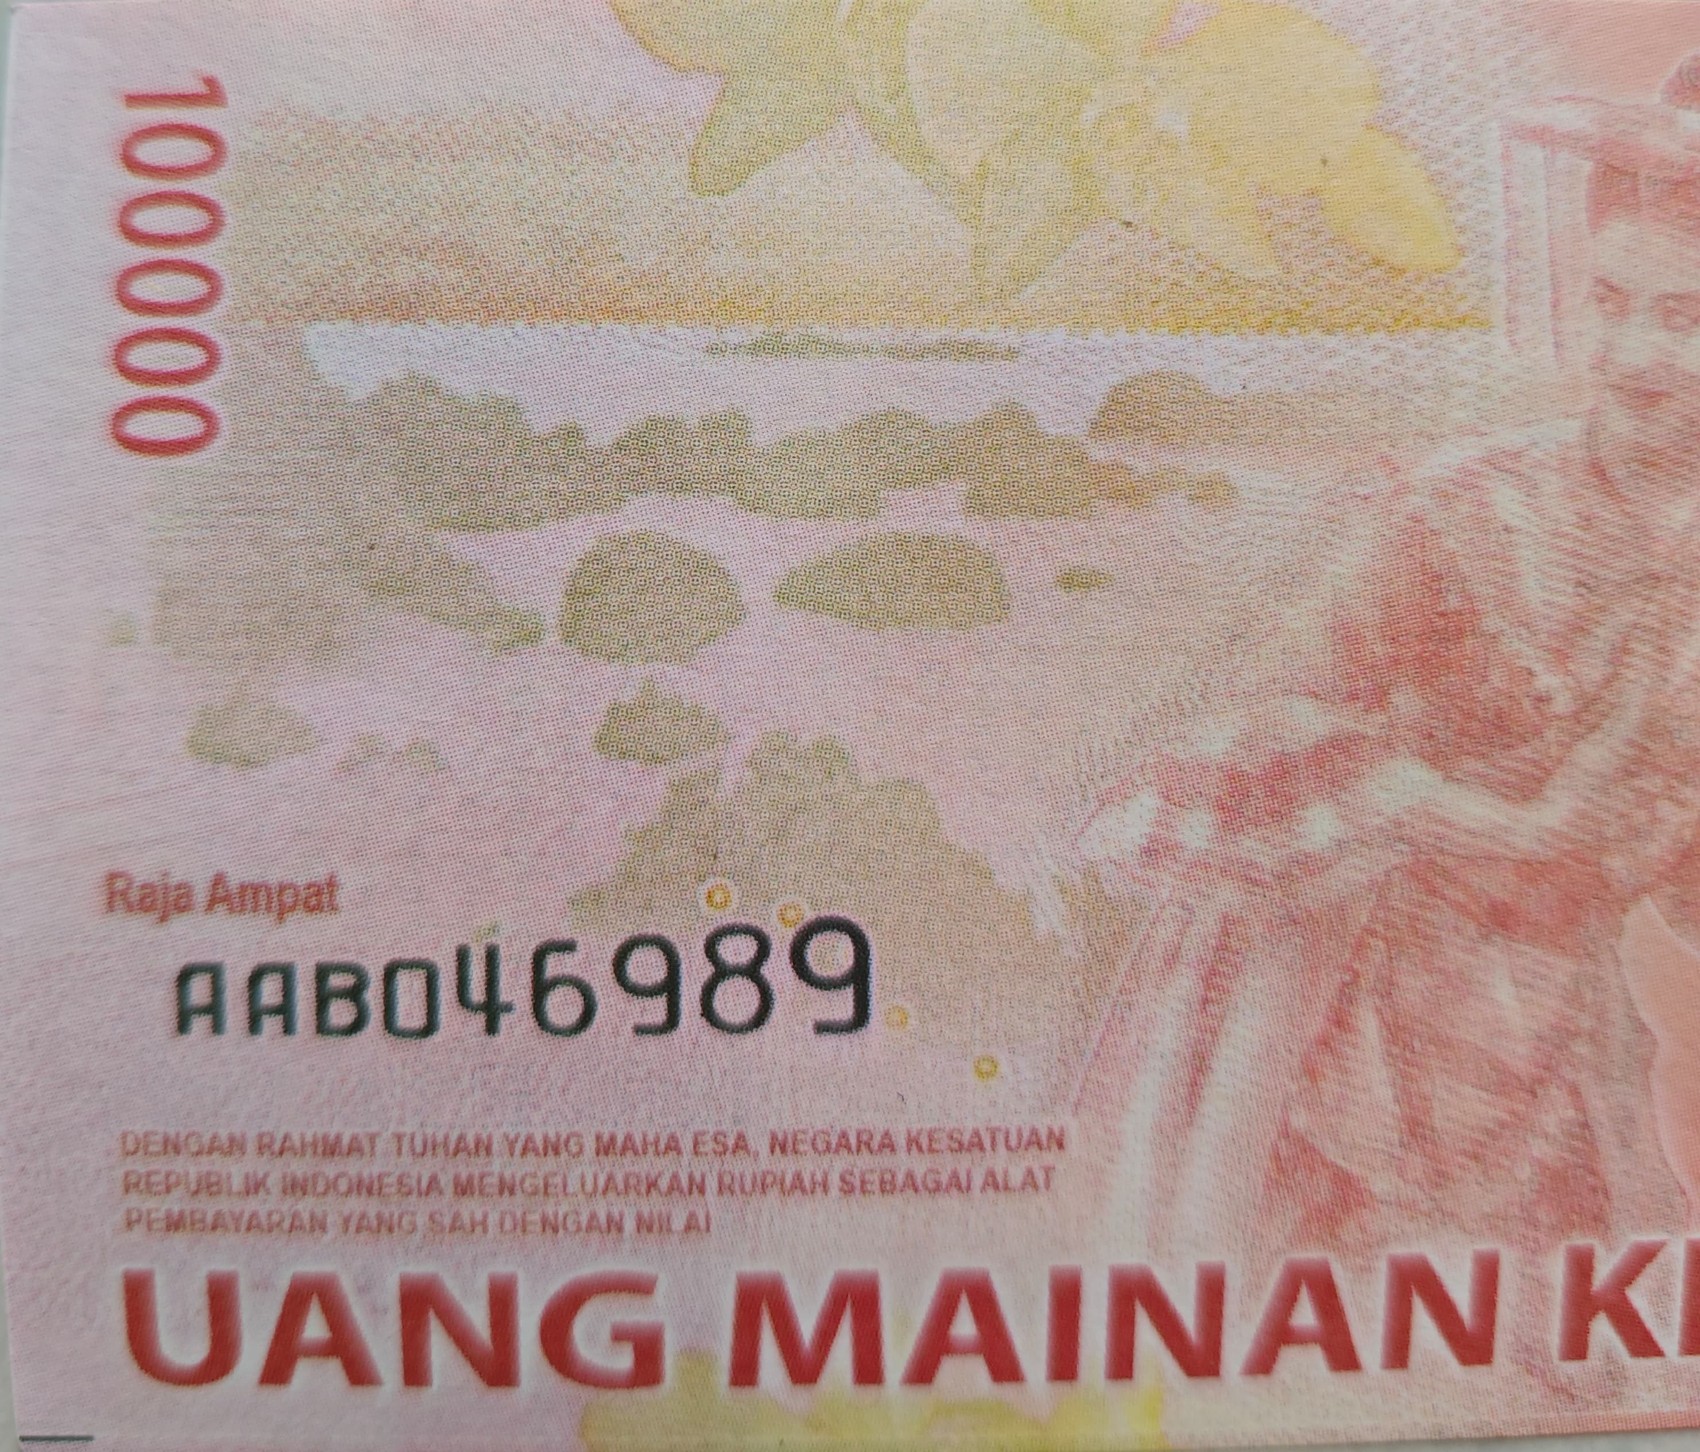 100000
Raja Ampat
AAB046989
DENGAN RAHMAT TUHAN YANG MAHA ESA, NEGARA KESATUAN
REPUBLIK INDONESIA MENGELUARKAN RUPIAH SEBAGAI ALAT
PEMBAYARAN YANG SAH DENGAN NILAI
UANG MAINAN